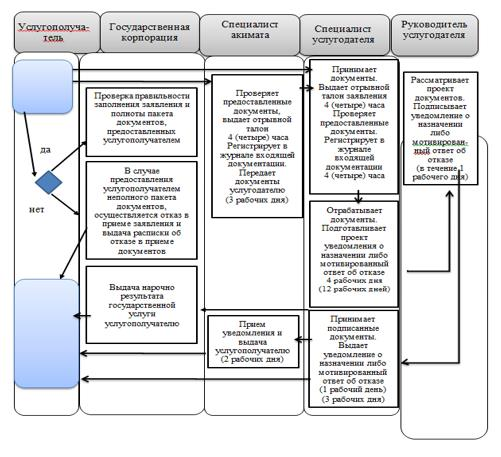 Услугополуча-
тель
Государственная
корпорация
Специалист
акимата
Специалист
услугодателя
Руководитель
услугодателя
да
нет
Проверка правильности
заполнения заявления и
полноты пакета
документов,
предоставленных
услугополучателем
В случае
предоставления
услугополучателем
неполного пакета
документов,
осуществляется отказ в
приеме заявления и
выдача расписки об
отказе в приеме
документов
Выдача нарочно
результата
государственной
услуги
услугополучателю
Проверяет
предоставленные
документы,
выдает отрывной
талон
4 (четыре) часа
Регистрирует в
журнале входящей
документации.
Передает
документы
услугодателю
(3 рабочих дня)
Прием
уведомления и
выдача
услугополучателю
(2 рабочих дня)
Принимает
документы.
Выдает отрывной
талон заявления
4 (четыре) часа
Проверяет
предоставленные
документы.
Регистрирует в
журнале
входящей
документации
4 (четыре) часа
Отрабатывает
документы.
Подготавливает
проект
уведомления о
назначении либо
мотивированный
ответ об отказе
4 рабочих дня
(12 рабочих дней)
Принимает
подписанные
документы.
Выдает
уведомление о
назначении либо
мотивированный
ответ об отказе
(1 рабочий день)
(3 рабочих дня)
Рассматривает
проект
документов.
Подписывает
уведомление о
назначении
либо
мотивирован-
ный ответ об
отказе
(в течение 1
рабочего дня)